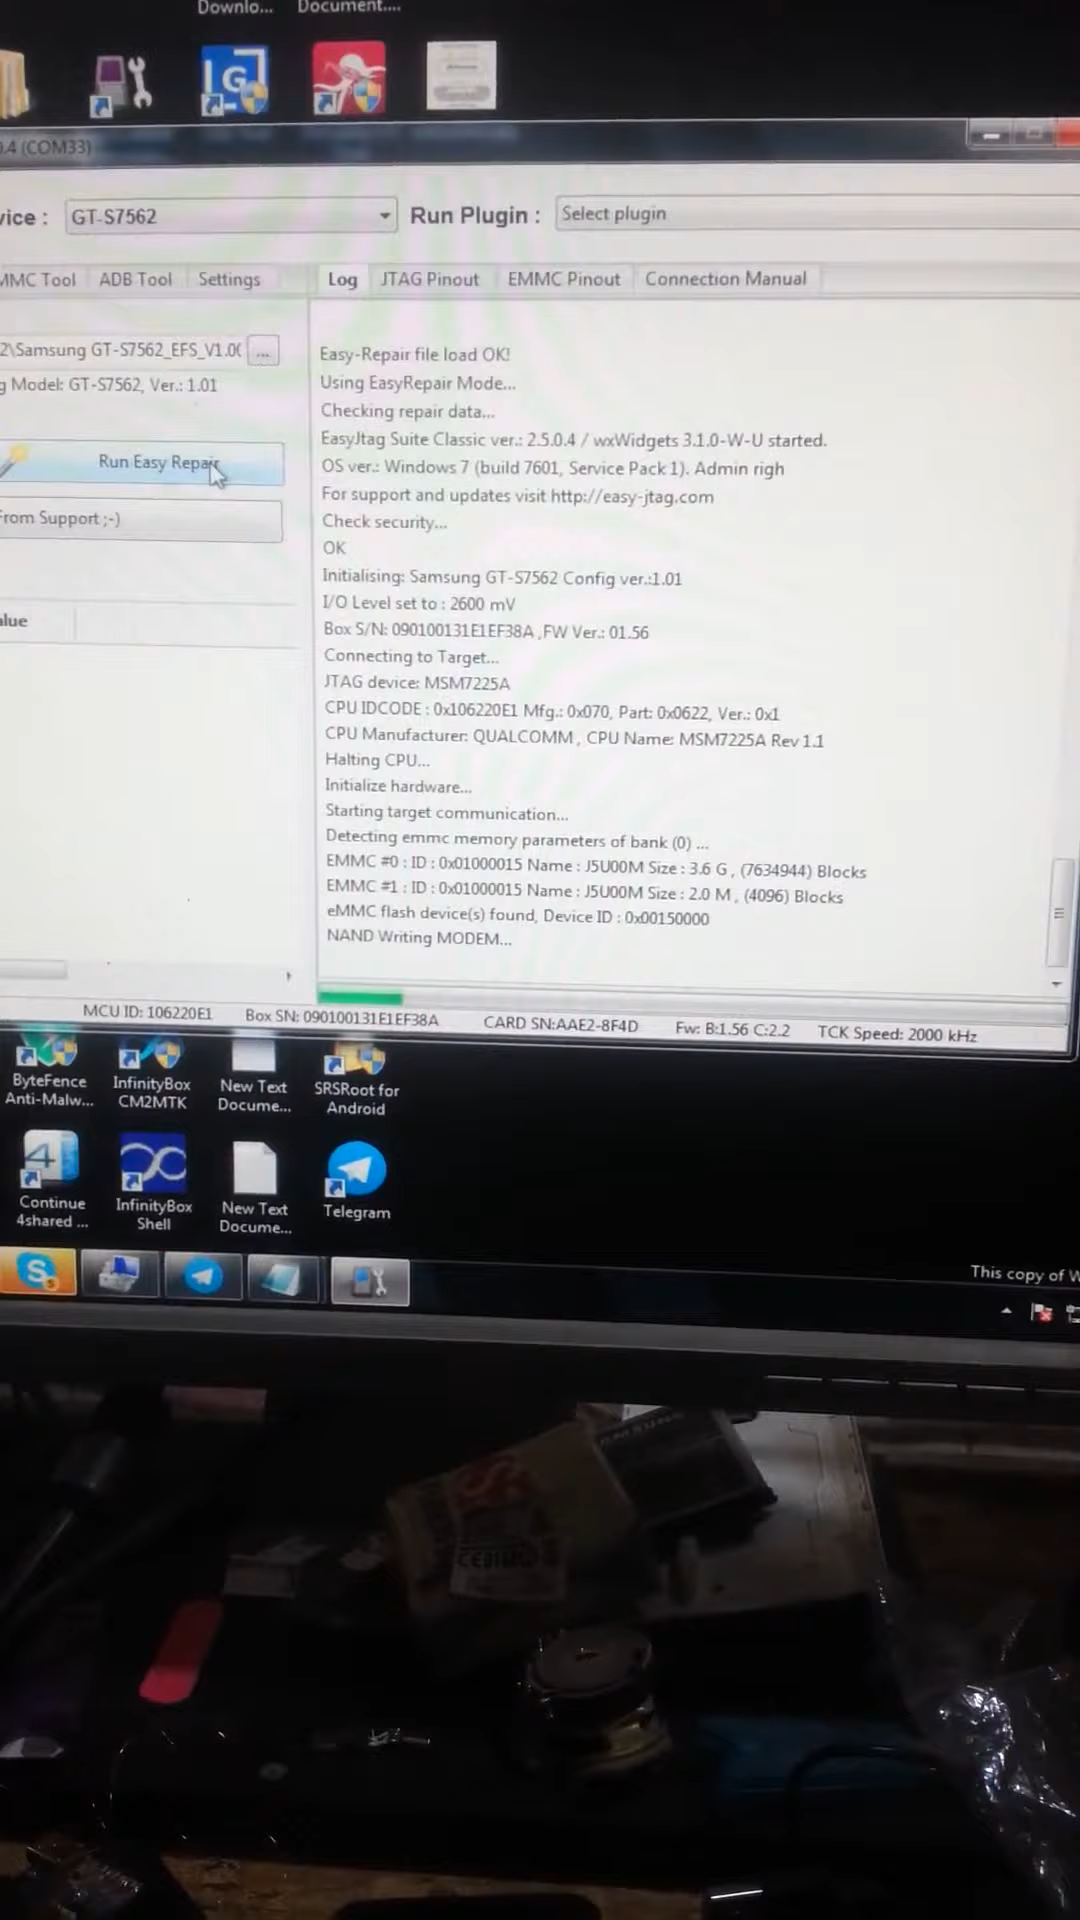 Downlo...
Document....
.4 (COM33)
vice :
GT-S7562
Run Plugin :
Select plugin
MMC Tool
ADB Tool
Settings
Log
JTAG Pinout
EMMC Pinout
Connection Manual
2\Samsung GT-S7562_EFS_V1.0(
...
g Model: GT-S7562, Ver.: 1.01
Run Easy Repair
From Support ;-)
alue
Easy-Repair file load OK!
Using EasyRepair Mode...
Checking repair data...
EasyJtag Suite Classic ver.: 2.5.0.4 / wxWidgets 3.1.0-W-U started.
OS ver.: Windows 7 (build 7601, Service Pack 1). Admin righ
For support and updates visit http://easy-jtag.com
Check security...
OK
Initialising: Samsung GT-S7562 Config ver.:1.01
I/O Level set to : 2600 mV
Box S/N: 090100131E1EF38A ,FW Ver.: 01.56
Connecting to Target...
JTAG device: MSM7225A
CPU IDCODE : 0x106220E1 Mfg.: 0x070, Part: 0x0622, Ver.: 0x1
CPU Manufacturer: QUALCOMM , CPU Name: MSM7225A Rev 1.1
Halting CPU...
Initialize hardware...
Starting target communication...
Detecting emmc memory parameters of bank (0) ...
EMMC #0 : ID : 0x01000015 Name : J5U00M Size : 3.6 G , (7634944) Blocks
EMMC #1 : ID : 0x01000015 Name : J5U00M Size : 2.0 M , (4096) Blocks
eMMC flash device(s) found, Device ID : 0x00150000
NAND Writing MODEM...
MCU ID: 106220E1
Box SN: 090100131E1EF38A
CARD SN:AAE2-8F4D
Fw: B:1.56 C:2.2
TCK Speed: 2000 kHz
ByteFence
Anti-Malw...
InfinityBox
CM2MTK
New Text
Docume...
SRSRoot for
Android
Continue
4shared ...
InfinityBox
Shell
New Text
Docume...
Telegram
This copy of W